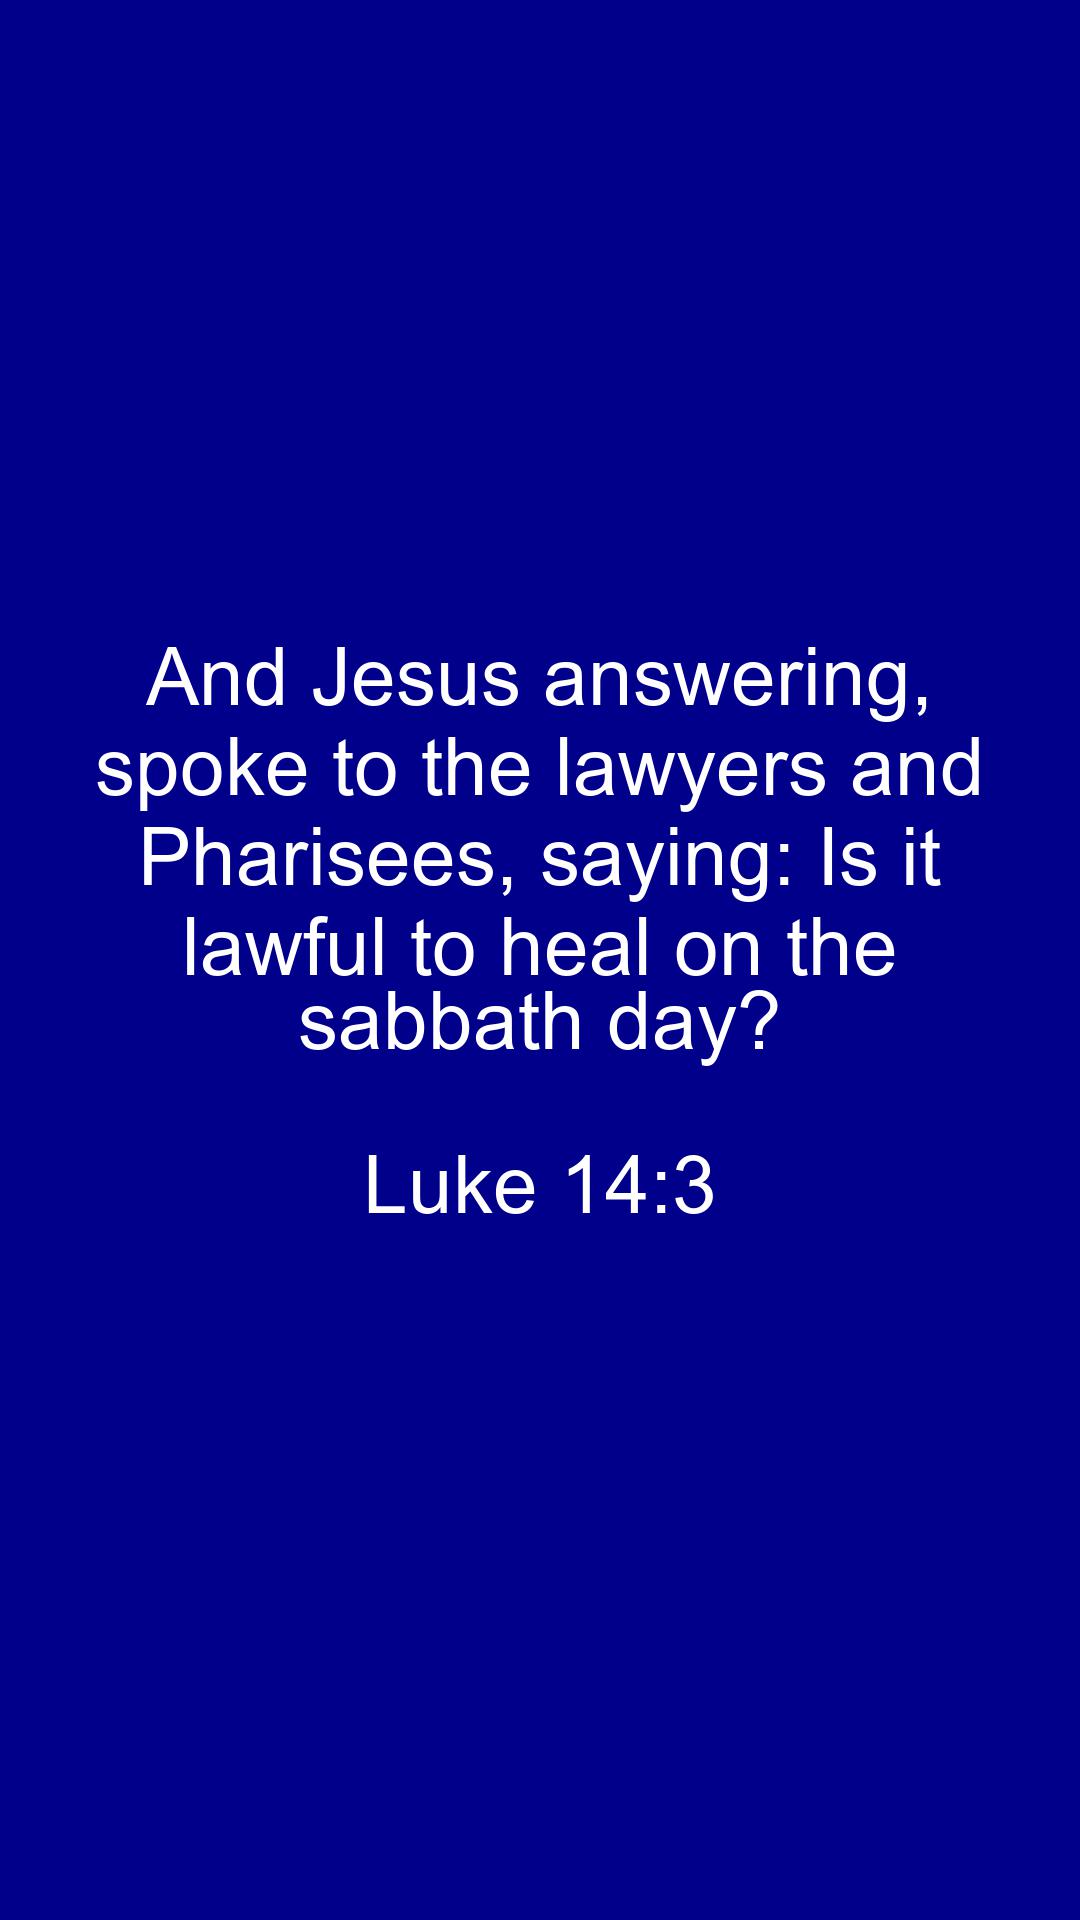 And Jesus answering,
spoke to the lawyers and
Pharisees, saying: Is it
lawful to heal on the
sabbath day?
Luke 14:3